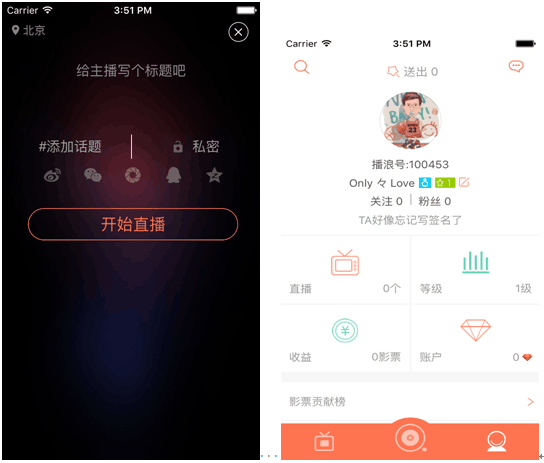 Carrier 3:51 PM
北京
给主播写个标题吧
#添加话题 私密
开始直播
Carrier 3:51 PM
送出 0
23
播浪号:100453
Only 々 Love 1
关注 0 | 粉丝 0
TA好像忘记写签名了
直播 0个
等级 1级
收益 0影票
账户 0
影票贡献榜